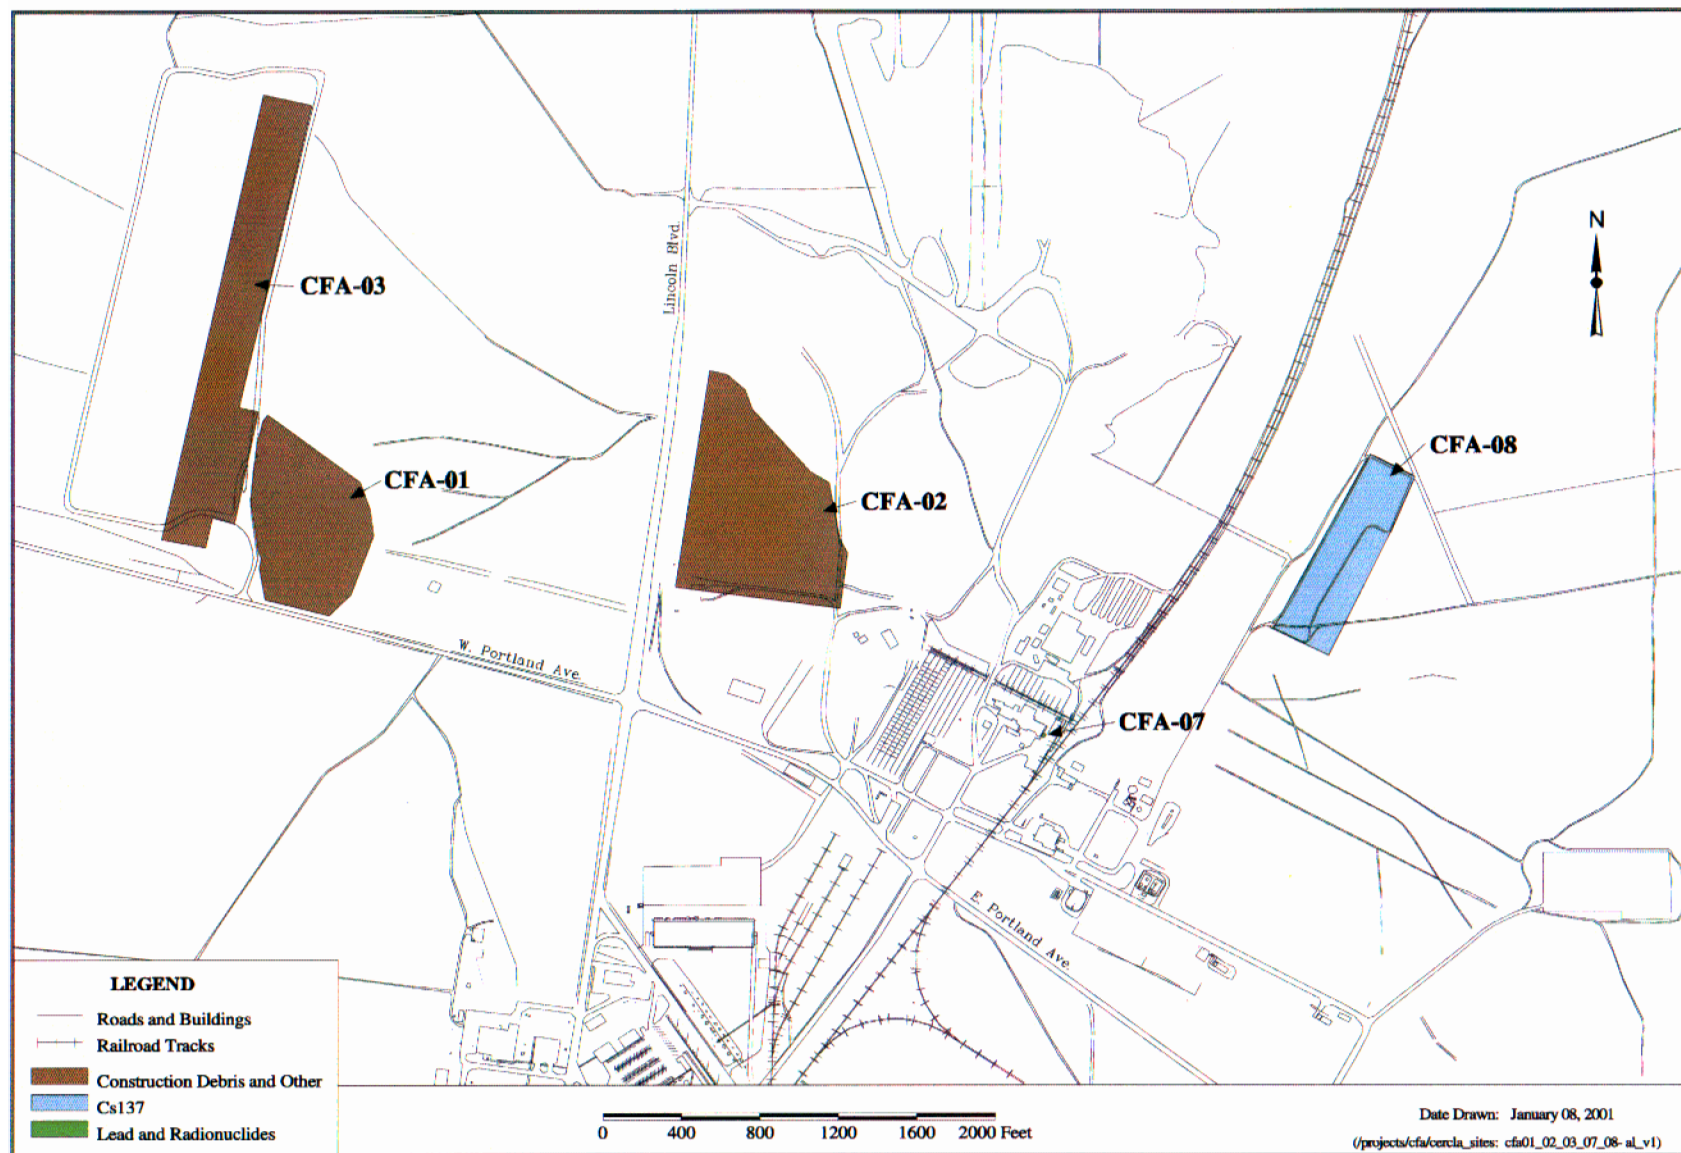 N
Lincoln Blvd.
CFA-03
CFA-08
CFA-01
CFA-02
W. Portland Ave.
CFA-07
E. Portland Ave.
LEGEND
Roads and Buildings
Railroad Tracks
Construction Debris and Other
Cs137
Lead and Radionuclides
0 400 800 1200 1600 2000 Feet
Date Drawn: January 08, 2001
(/projects/cfa/cercla_sites: cfa01_02_03_07_08- al_v1)